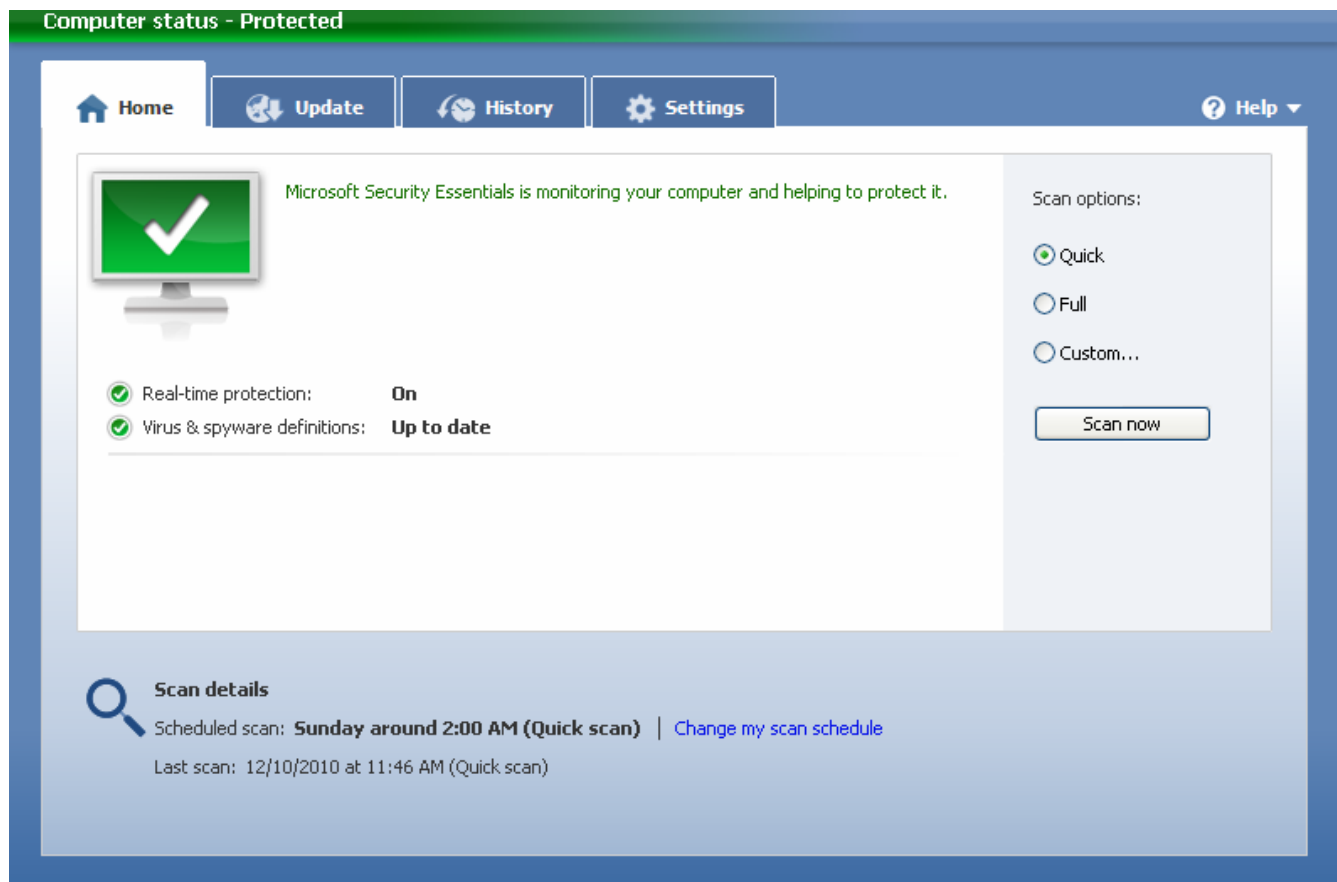 Computer status - Protected
Home Update History Settings Help
Microsoft Security Essentials is monitoring your computer and helping to protect it.
Scan options:
Quick
Full
Custom...
Real-time protection: On
Virus & spyware definitions: Up to date
Scan now
Scan details
Scheduled scan: Sunday around 2:00 AM (Quick scan) | Change my scan schedule
Last scan: 12/10/2010 at 11:46 AM (Quick scan)